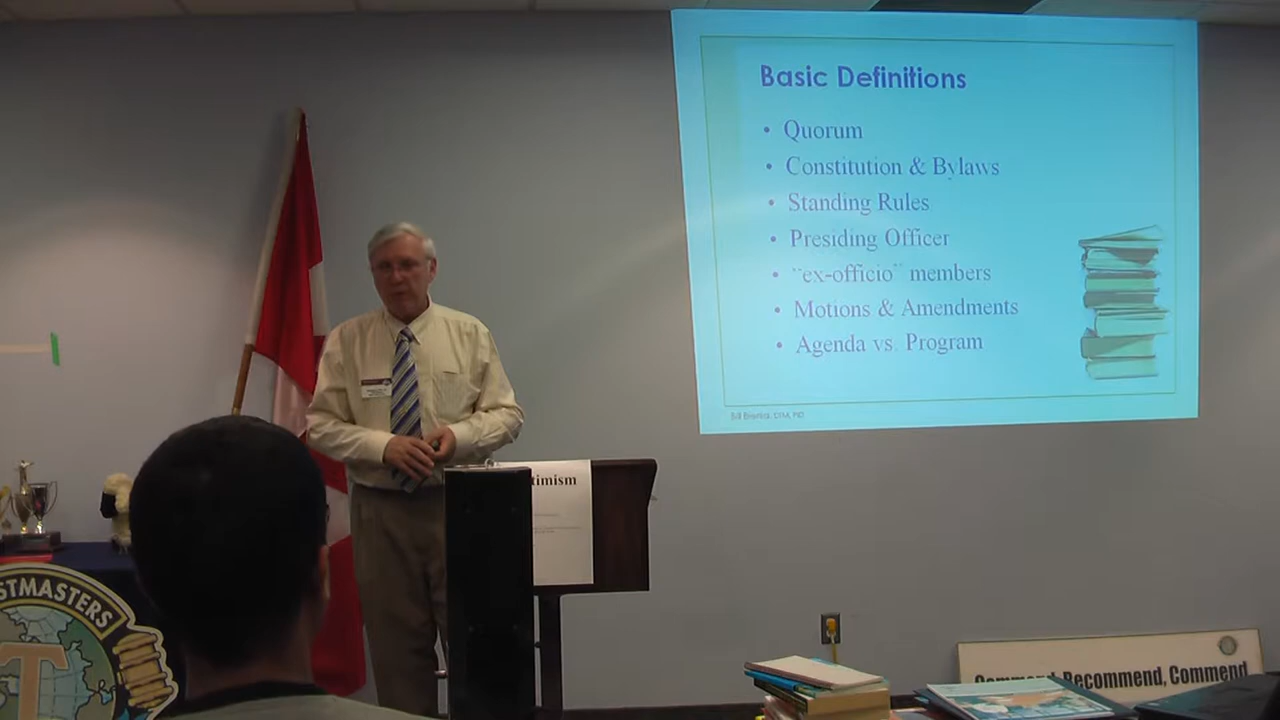 Basic Definitions
• Quorum
• Constitution & Bylaws
• Standing Rules
• Presiding Officer
• "ex-officio" members
• Motions & Amendments
• Agenda vs. Program
Bill
timism
STMASTERS
T
Recommend, Commend